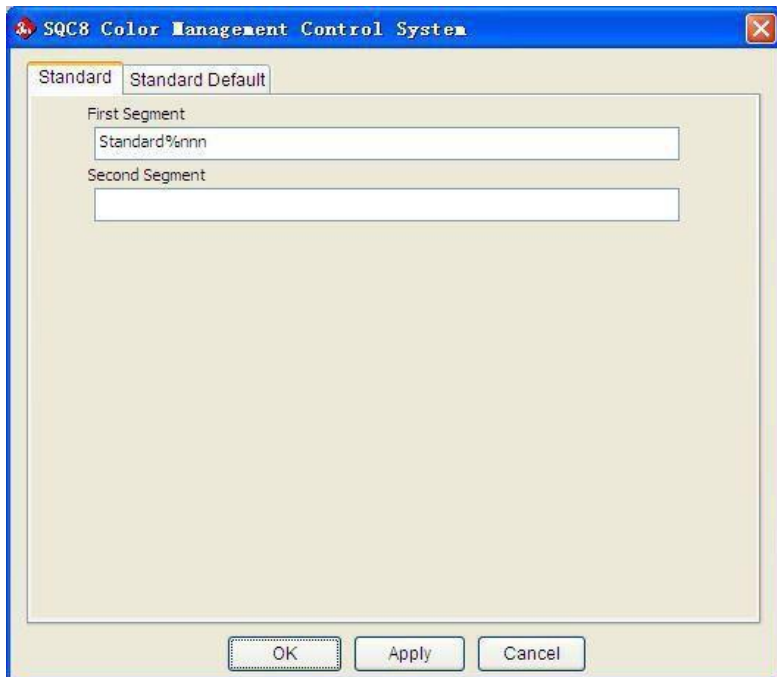 SQC8 Color Management Control System
Standard
Standard Default
First Segment
Standard%nnn
Second Segment
OK
Apply
Cancel